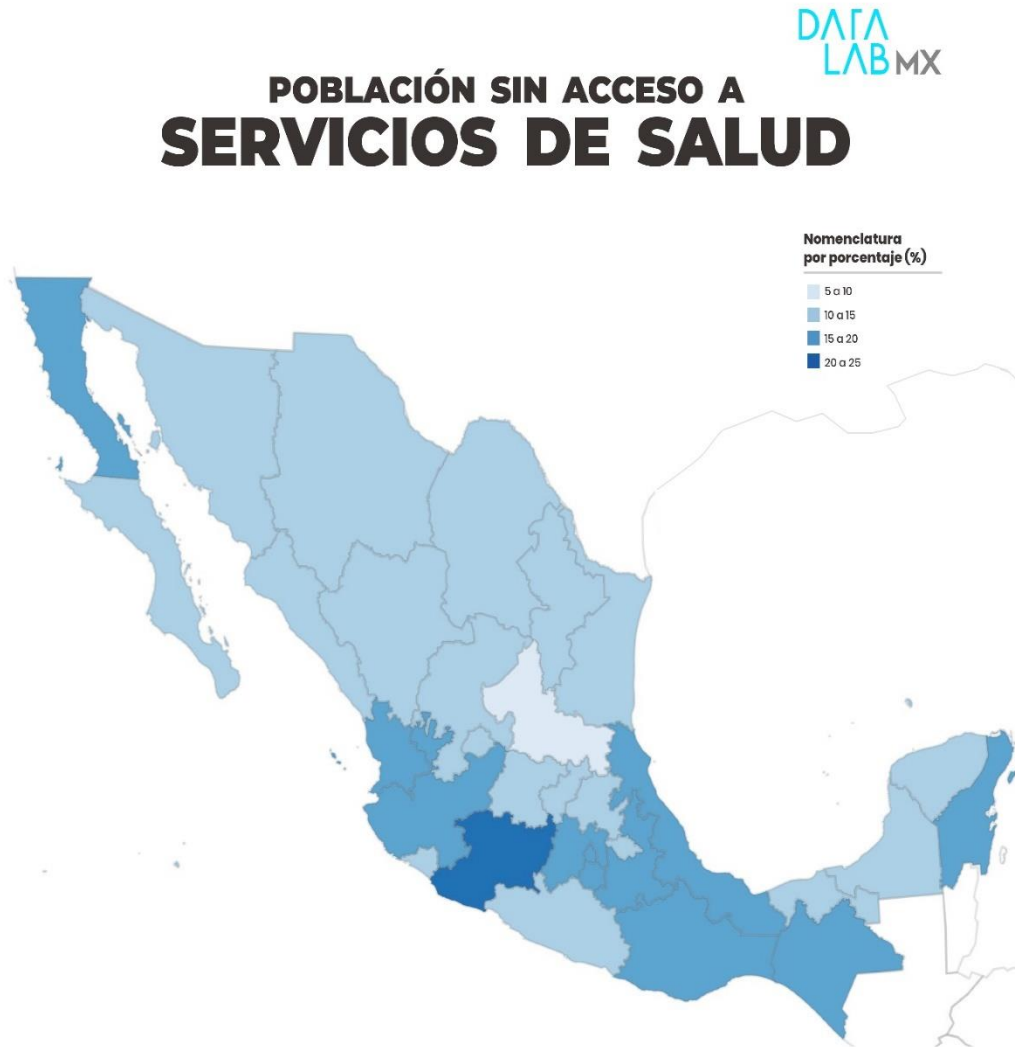 DATA
LAB MX
POBLACIÓN SIN ACCESO A
SERVICIOS DE SALUD
Nomenclatura
por porcentaje (%)
5 a 10
10 a 15
15 a 20
20 a 25